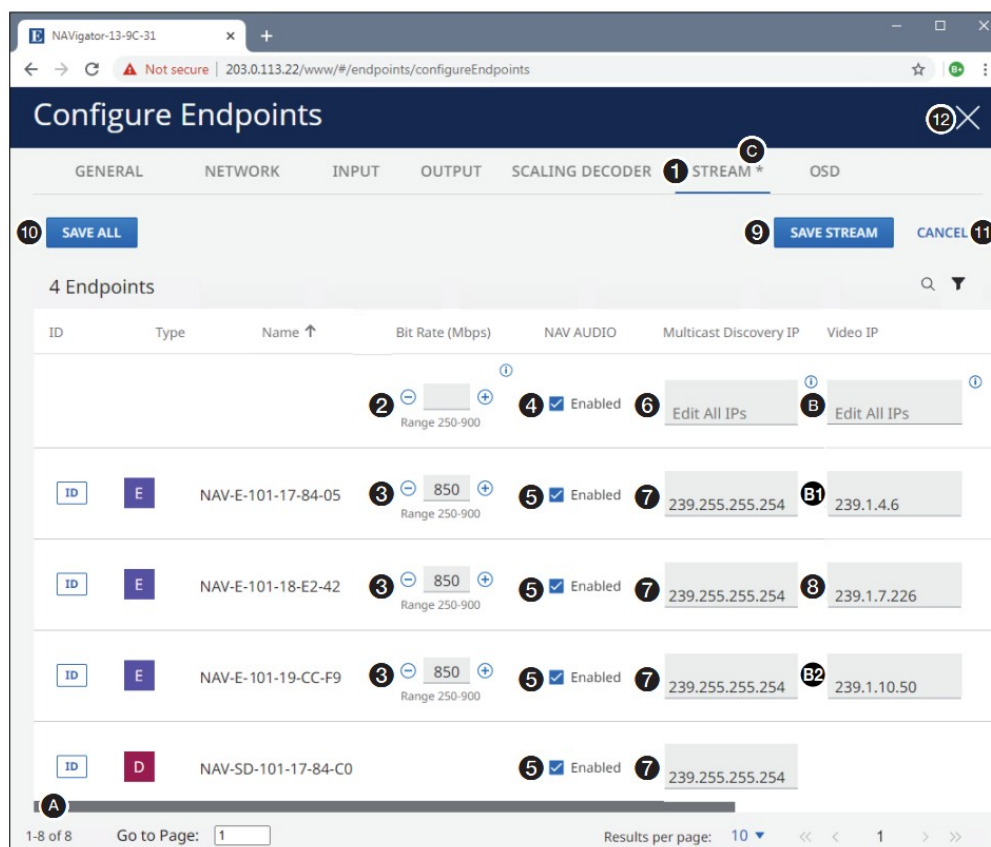 E NAVigator-13-9C-31
Not secure | 203.0.113.22/www/#/endpoints/configureEndpoints B+
Configure Endpoints 12
C
GENERAL NETWORK INPUT OUTPUT SCALING DECODER 1 STREAM * OSD
10 SAVE ALL 9 SAVE STREAM CANCEL 11
4 Endpoints
ID Type Name ↑ Bit Rate (Mbps) NAV AUDIO Multicast Discovery IP Video IP
2 4 Enabled 6 Edit All IPs B Edit All IPs
Range 250-900
ID E NAV-E-101-17-84-05 3 850 5 Enabled 7 239.255.255.254 B1 239.1.4.6
Range 250-900
ID E NAV-E-101-18-E2-42 3 850 5 Enabled 7 239.255.255.254 8 239.1.7.226
Range 250-900
ID E NAV-E-101-19-CC-F9 3 850 5 Enabled 7 239.255.255.254 B2 239.1.10.50
Range 250-900
ID D NAV-SD-101-17-84-C0 5 Enabled 7 239.255.255.254
A
1-8 of 8 Go to Page: 1 Results per page: 10 << < 1 > >>